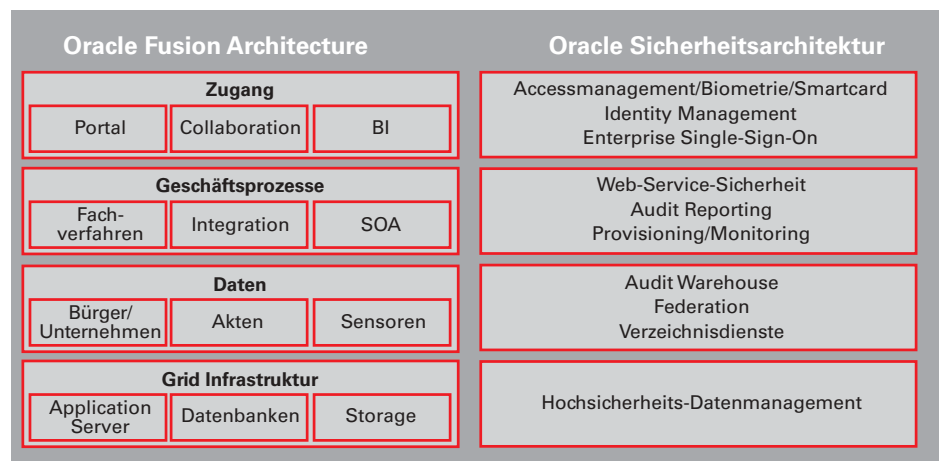 Oracle Fusion Architecture
Zugang
Portal
Collaboration
BI
Geschäftsprozesse
Fach-
verfahren
Integration
SOA
Daten
Bürger/
Unternehmen
Akten
Sensoren
Grid Infrastruktur
Application
Server
Datenbanken
Storage
Oracle Sicherheitsarchitektur
Accessmanagement/Biometrie/Smartcard
Identity Management
Enterprise Single-Sign-On
Web-Service-Sicherheit
Audit Reporting
Provisioning/Monitoring
Audit Warehouse
Federation
Verzeichnisdienste
Hochsicherheits-Datenmanagement